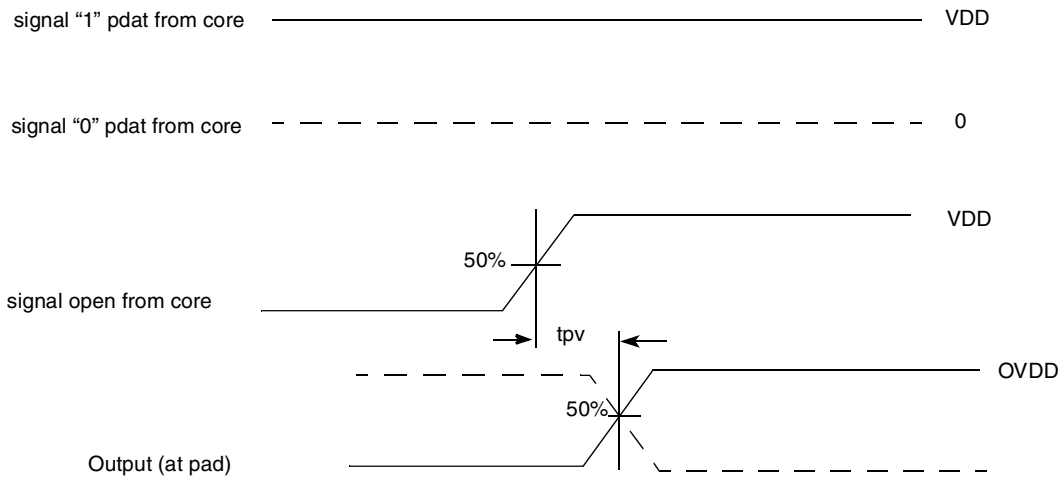 signal “1” pdat from core VDD
signal “0” pdat from core 0
VDD
50%
signal open from core
tpv
OVDD
50%
Output (at pad)